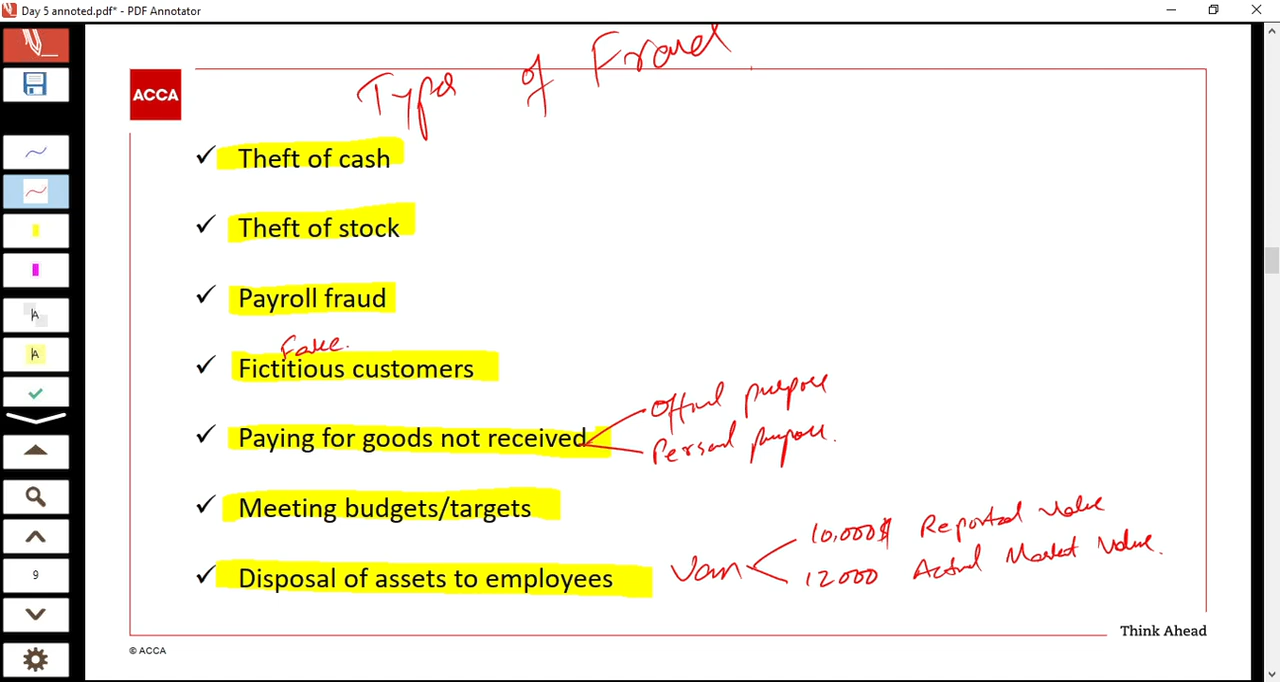 Day 5 annoted.pdf* - PDF Annotator
Types of Fraud
ACCA
✓ Theft of cash
✓ Theft of stock
✓ Payroll fraud
Fake.
✓ Fictitious customers
Official purpose
✓ Paying for goods not received
Personal purpose.
✓ Meeting budgets/targets
10,000$ Reported value
Van
12000 Actual Market Value.
✓ Disposal of assets to employees
9
Think Ahead
© ACCA